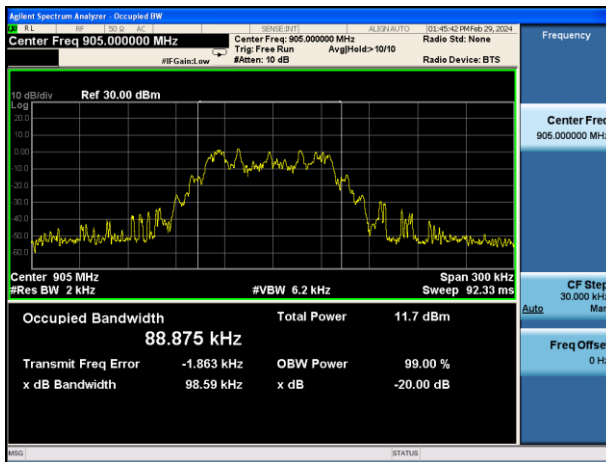 Agilent Spectrum Analyzer - Occupied BW
RL RF 50 Ω AC SENSE:INT ALIGN AUTO 01:45:42 PM Feb 29, 2024
Center Freq 905.000000 MHz Center Freq: 905.000000 MHz Radio Std: None Frequency
Trig: Free Run Avg|Hold:>10/10
#IFGain:Low #Atten: 10 dB Radio Device: BTS
10 dB/div Ref 30.00 dBm
Log
20.0
10.0
0.00
-10.0
-20.0
-30.0
-40.0
-50.0
-60.0
Center Freq
905.000000 MHz
Center 905 MHz Span 300 kHz
#Res BW 2 kHz #VBW 6.2 kHz Sweep 92.33 ms
CF Step
30.000 kHz
Auto Man
Occupied Bandwidth Total Power 11.7 dBm
88.875 kHz
Transmit Freq Error -1.863 kHz OBW Power 99.00 %
x dB Bandwidth 98.59 kHz x dB -20.00 dB
Freq Offset
0 Hz
MSG STATUS